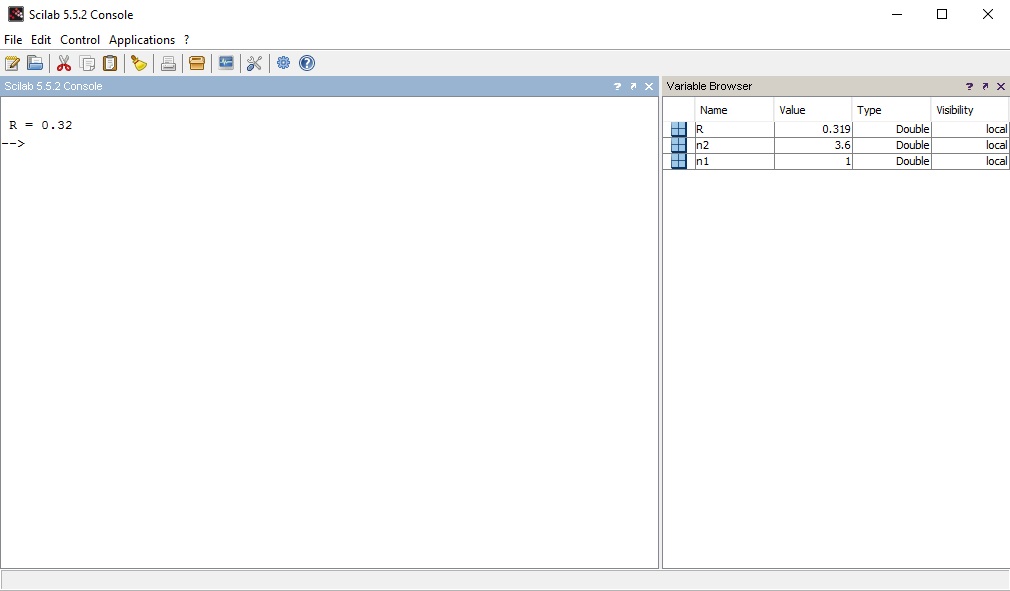 Scilab 5.5.2 Console
File Edit Control Applications ?
Scilab 5.5.2 Console ?
R = 0.32
-->
Variable Browser ?
Name Value Type Visibility
R 0.319 Double local
n2 3.6 Double local
n1 1 Double local